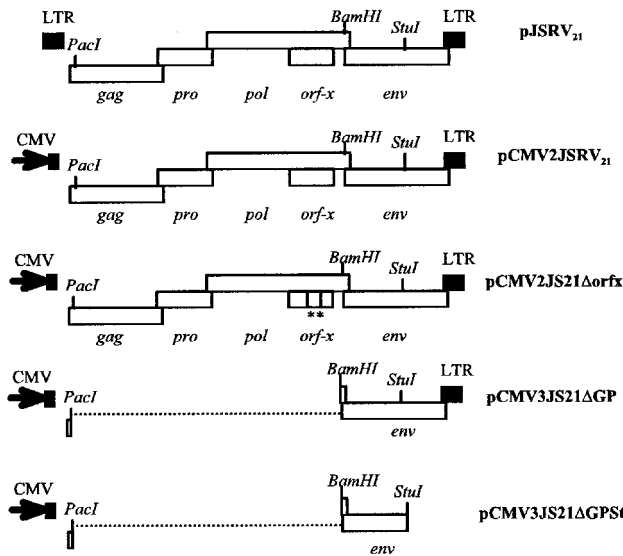 LTR PacI BamHI StuI LTR pJSRV21
gag pro pol orf-x env
CMV PacI BamHI StuI LTR pCMV2JSRV21
gag pro pol orf-x env
CMV PacI BamHI StuI LTR pCMV2JS21Δorfx
**
gag pro pol orf-x env
CMV PacI BamHI StuI LTR pCMV3JS21ΔGP
env
CMV PacI BamHI StuI
env